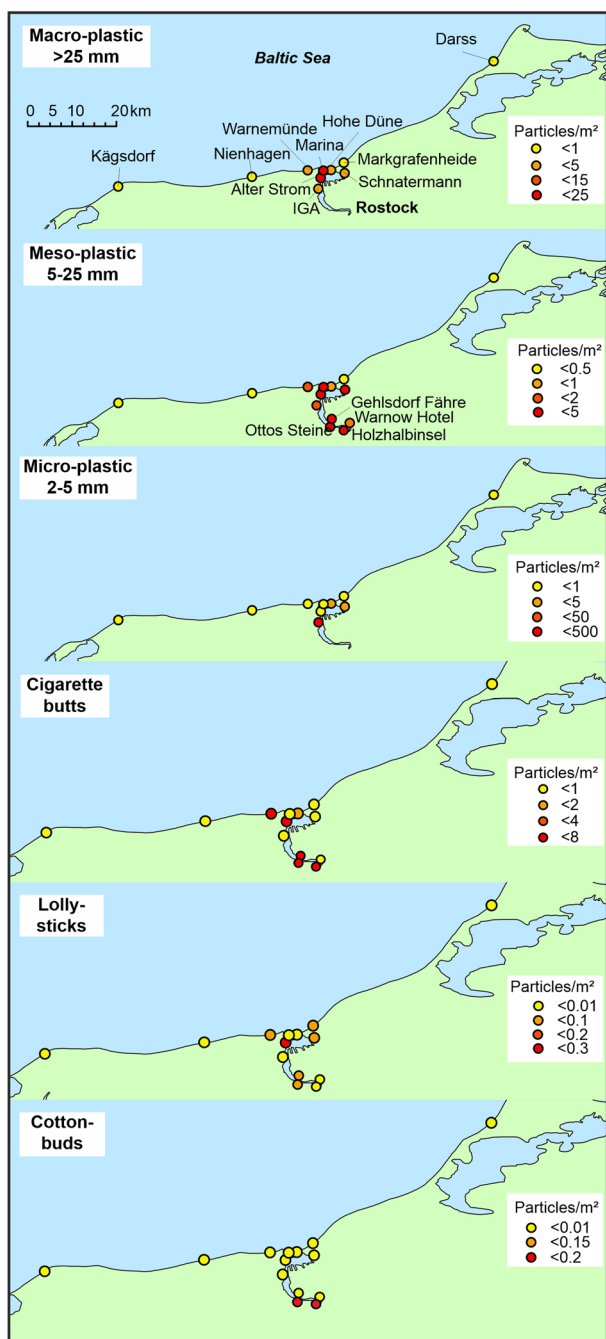 Macro-plastic
>25 mm
Baltic Sea
Darss
0 5 10 20 km
Hohe Düne
Warnemünde
Marina
Kägsdorf
Nienhagen
Markgrafenheide
Alter Strom
Schnatermann
IGA
Rostock
Particles/m²
<1
<5
<15
<25
Meso-plastic
5-25 mm
Gehlsdorf Fähre
Warnow Hotel
Ottos Steine
Holzhalbinsel
Particles/m²
<0.5
<1
<2
<5
Micro-plastic
2-5 mm
Particles/m²
<1
<5
<50
<500
Cigarette
butts
Particles/m²
<1
<2
<4
<8
Lolly-
sticks
Particles/m²
<0.01
<0.1
<0.2
<0.3
Cotton-
buds
Particles/m²
<0.01
<0.15
<0.2